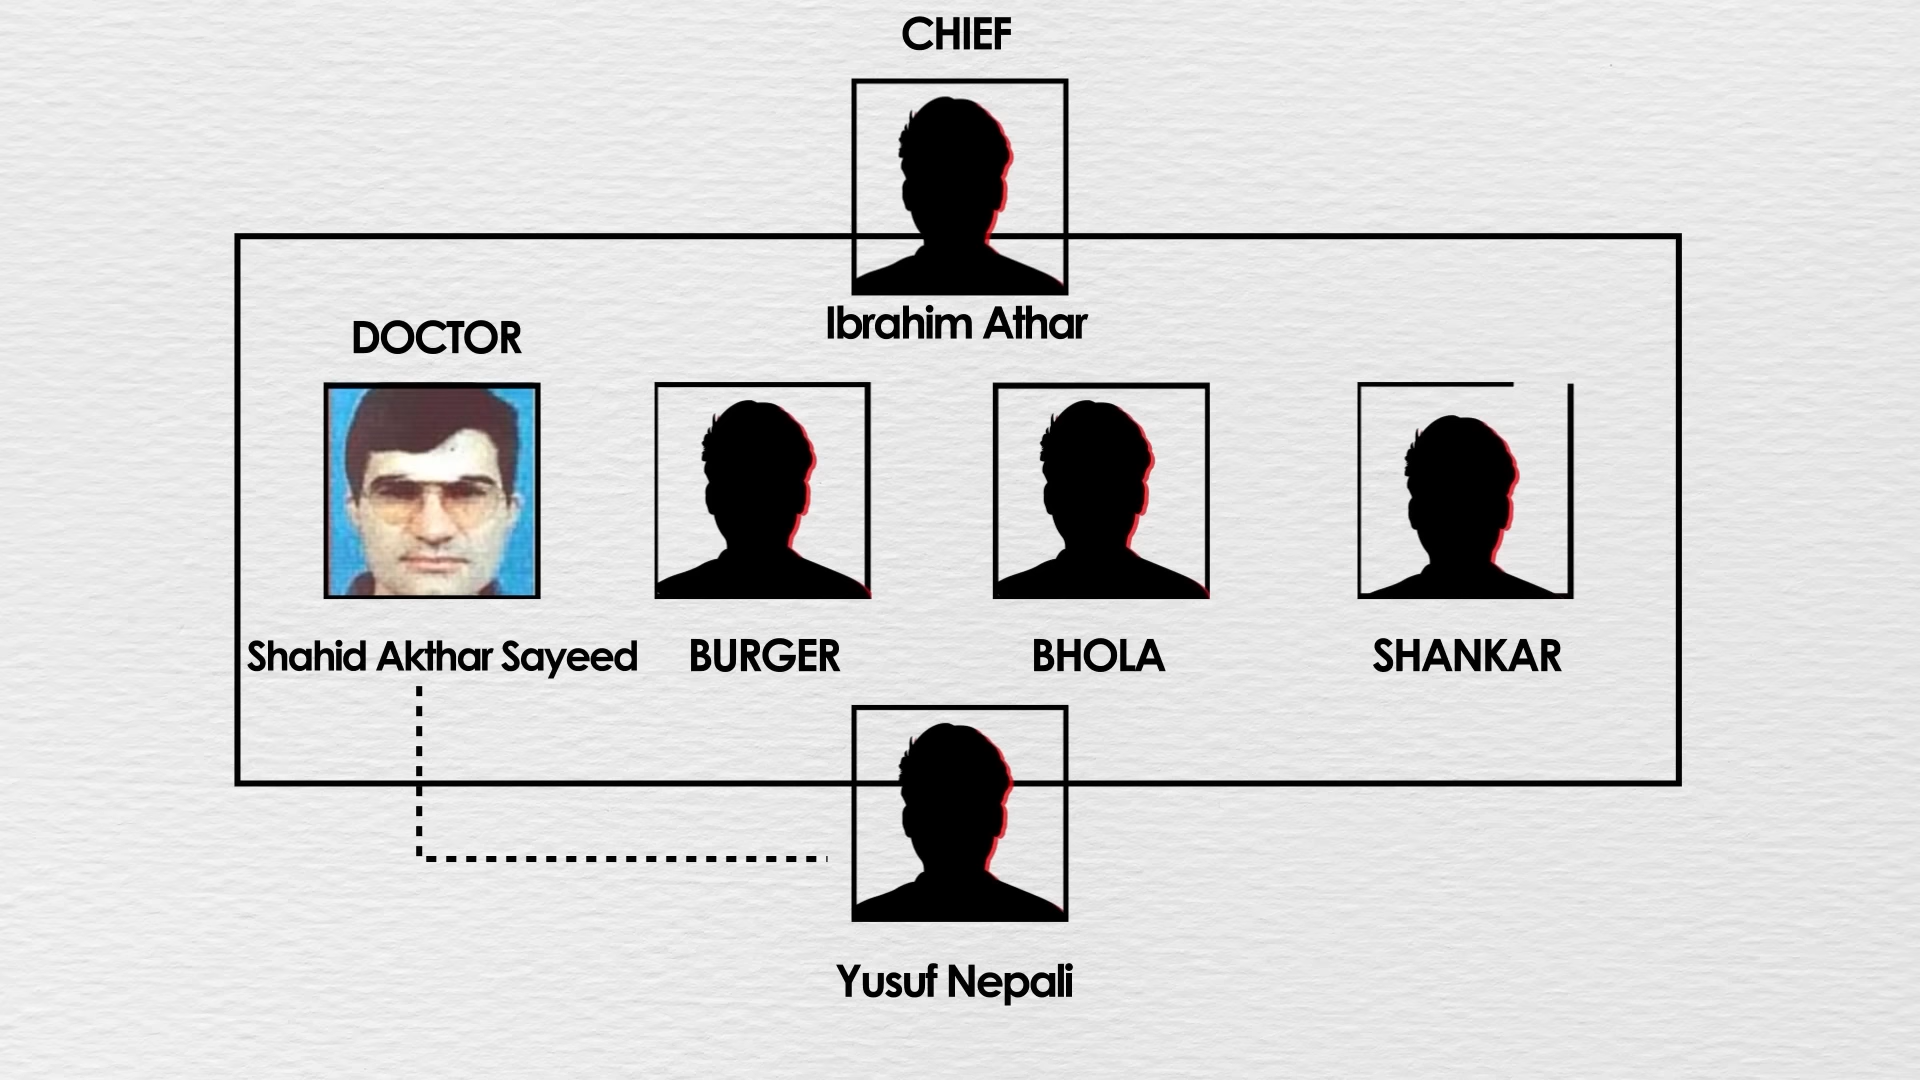 CHIEF
Ibrahim Athar
DOCTOR
Shahid Akthar Sayeed
BURGER
BHOLA
SHANKAR
Yusuf Nepali